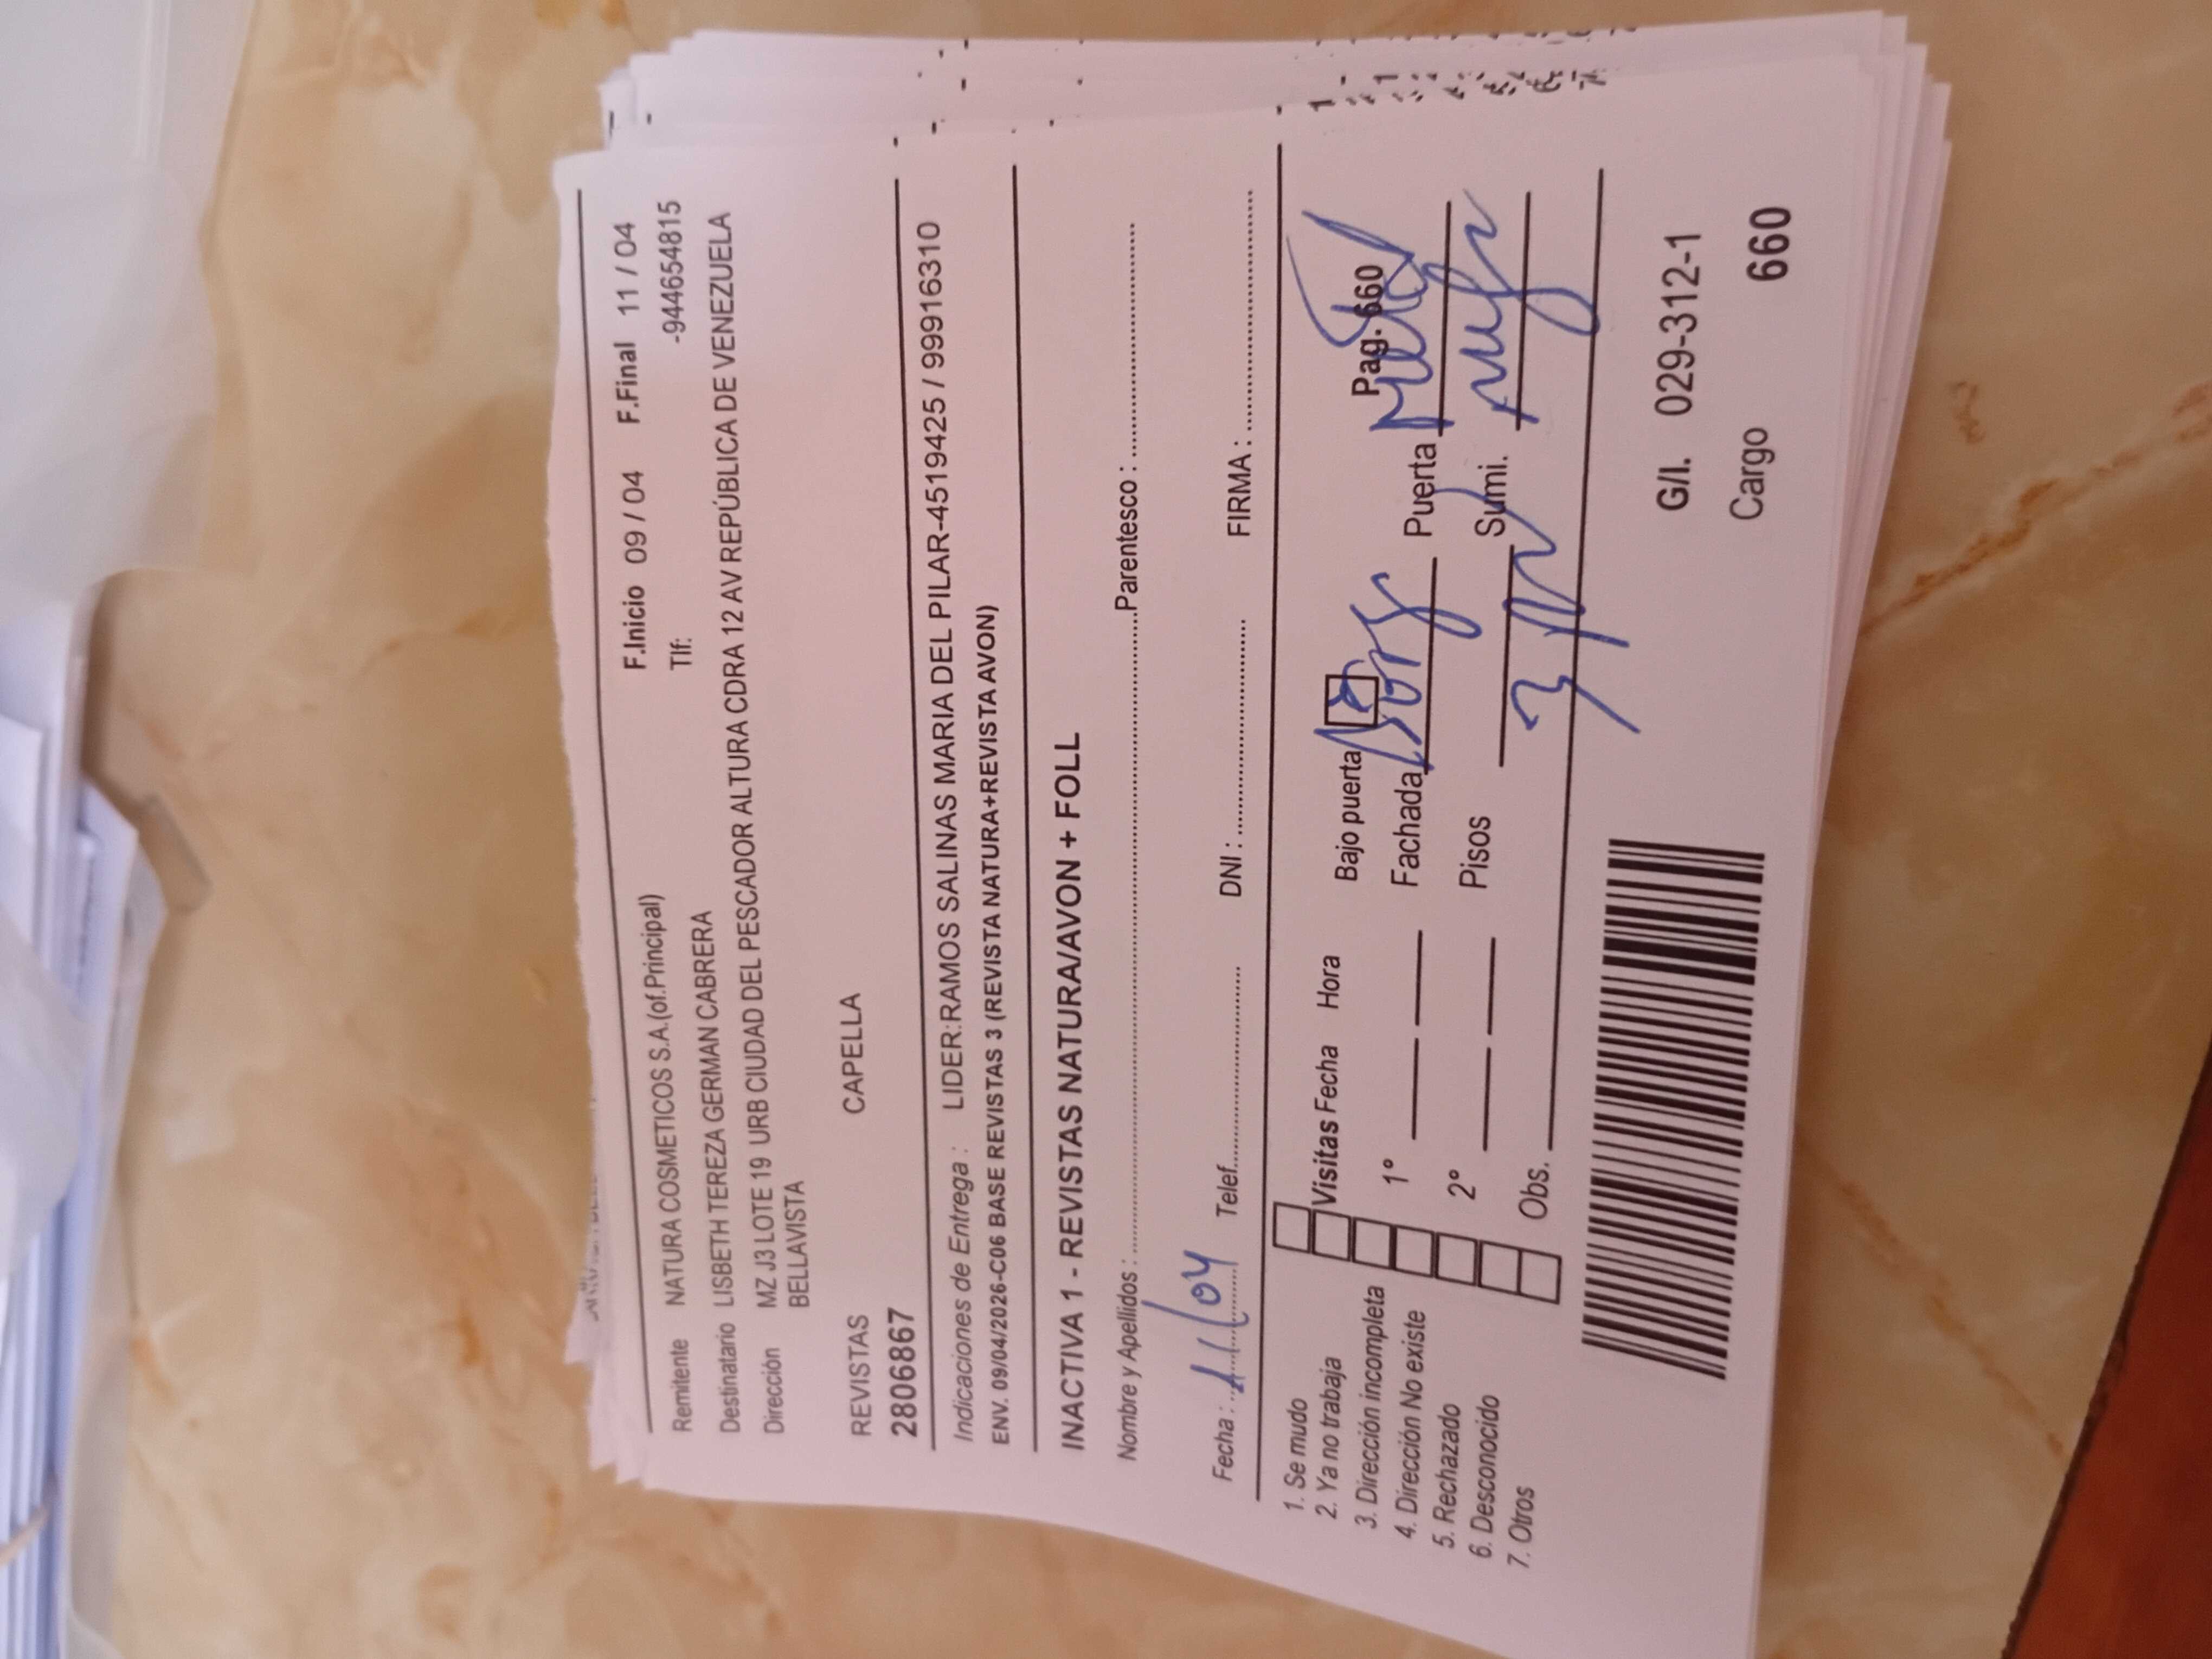 F.Inicio 09 / 04 F.Final 11 / 04
Remitente NATURA COSMETICOS S.A.(of.Principal) Tlf: -944654815
Destinatario LISBETH TEREZA GERMAN CABRERA
Dirección MZ J3 LOTE 19 URB CIUDAD DEL PESCADOR ALTURA CDRA 12 AV REPÚBLICA DE VENEZUELA
BELLAVISTA
REVISTAS CAPELLA
2806867
Indicaciones de Entrega : LIDER:RAMOS SALINAS MARIA DEL PILAR-4519425 / 999916310
ENV. 09/04/2026-C06 BASE REVISTAS 3 (REVISTA NATURA+REVISTA AVON)
INACTIVA 1 - REVISTAS NATURA/AVON + FOLL
Nombre y Apellidos : Parentesco :
Fecha : 11/04 Telef. DNI : FIRMA :
1. Se mudo
2. Ya no trabaja
3. Dirección incompleta
4. Dirección No existe
5. Rechazado
6. Desconocido
7. Otros
Visitas Fecha Hora Bajo puerta Pag. 660
1° Fachada Puerta
2° Pisos 3 Sumi.
Obs.
G/I. 029-312-1
Cargo 660